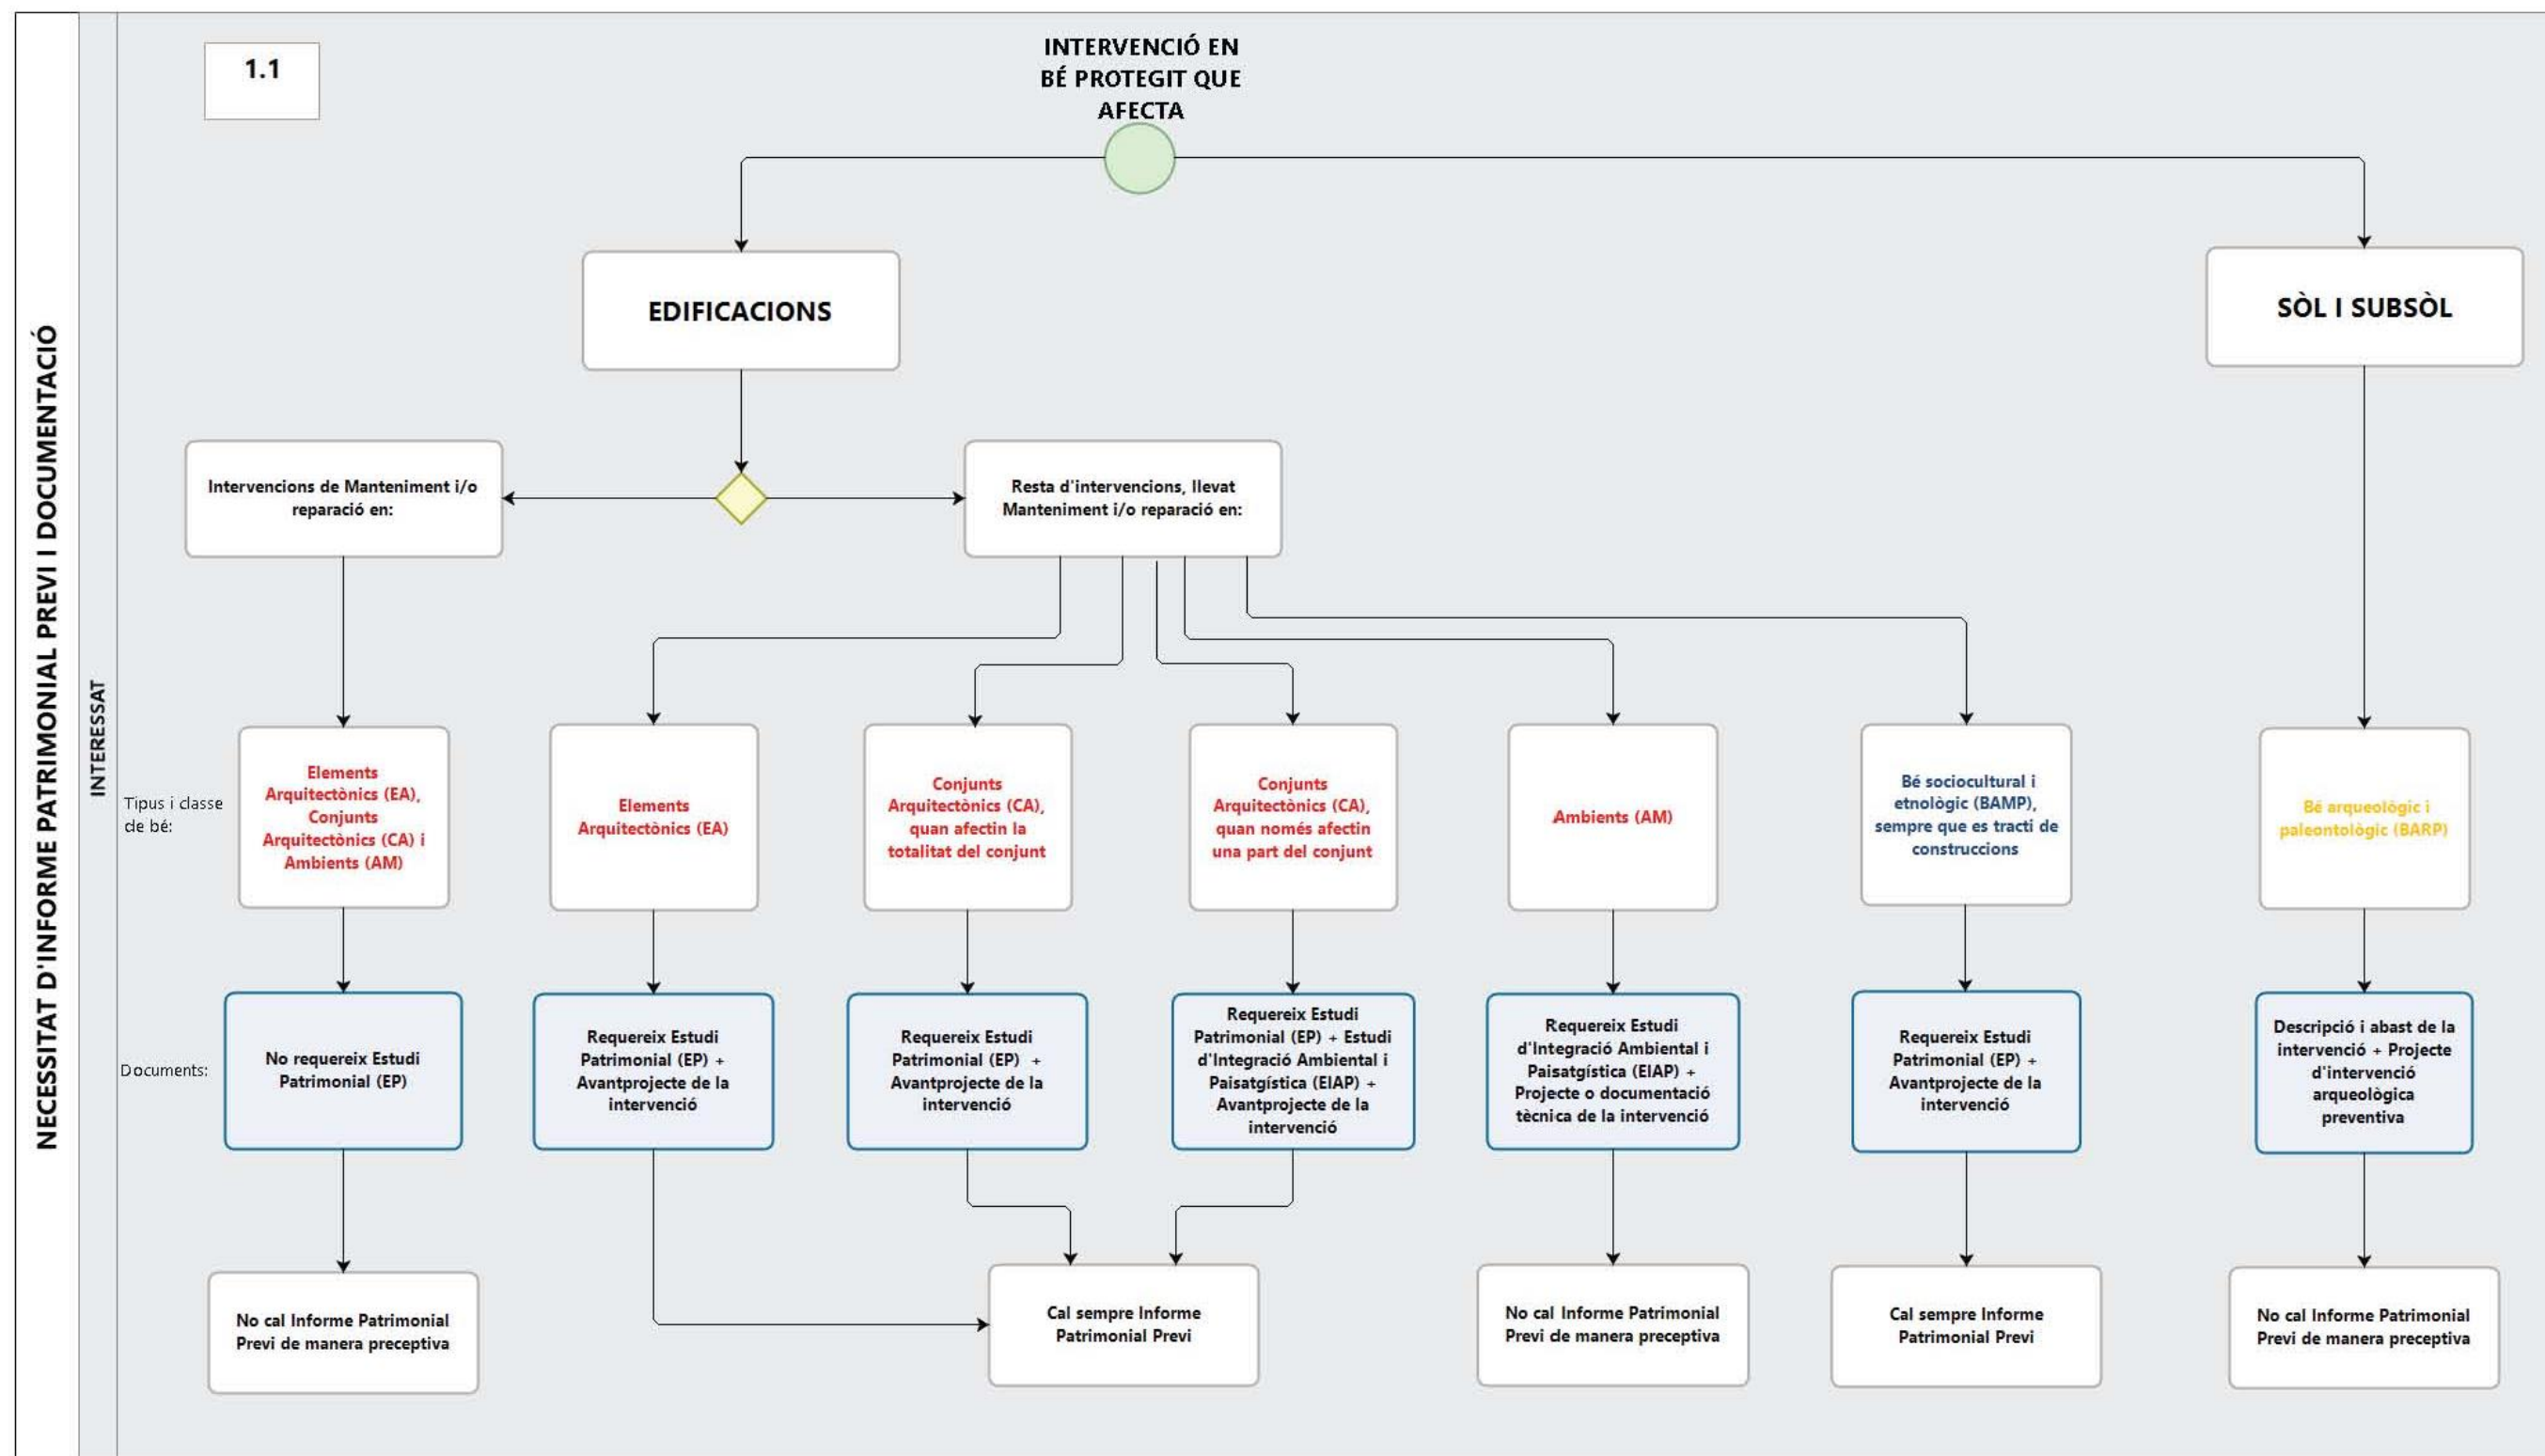 1.1
INTERVENCIÓ EN
BÉ PROTEGIT QUE
AFECTA
NECESSITAT D'INFORME PATRIMONIAL PREVI I DOCUMENTACIÓ
INTERESSAT
EDIFICACIONS
SÒL I SUBSÒL
Intervencions de Manteniment i/o
reparació en:
Resta d'intervencions, llevat
Manteniment i/o reparació en:
Tipus i classe
de bé:
Elements
Arquitectònics (EA),
Conjunts
Arquitectònics (CA) i
Ambients (AM)
Elements
Arquitectònics (EA)
Conjunts
Arquitectònics (CA),
quan afectin la
totalitat del conjunt
Conjunts
Arquitectònics (CA),
quan només afectin
una part del conjunt
Ambients (AM)
Bé sociocultural i
etnològic (BAMP),
sempre que es tracti de
construccions
Bé arqueològic i
paleontològic (BARP)
Documents:
No requereix Estudi
Patrimonial (EP)
Requereix Estudi
Patrimonial (EP) +
Avantprojecte de la
intervenció
Requereix Estudi
Patrimonial (EP) +
Avantprojecte de la
intervenció
Requereix Estudi
Patrimonial (EP) + Estudi
d'Integració Ambiental i
Paisatgística (EIAP) +
Avantprojecte de la
intervenció
Requereix Estudi
d'Integració Ambiental i
Paisatgística (EIAP) +
Projecte o documentació
tècnica de la intervenció
Requereix Estudi
Patrimonial (EP) +
Avantprojecte de la
intervenció
Descripció i abast de la
intervenció + Projecte
d'intervenció
arqueològica
preventiva
No cal Informe Patrimonial
Previ de manera preceptiva
Cal sempre Informe
Patrimonial Previ
No cal Informe Patrimonial
Previ de manera preceptiva
Cal sempre Informe
Patrimonial Previ
No cal Informe Patrimonial
Previ de manera preceptiva